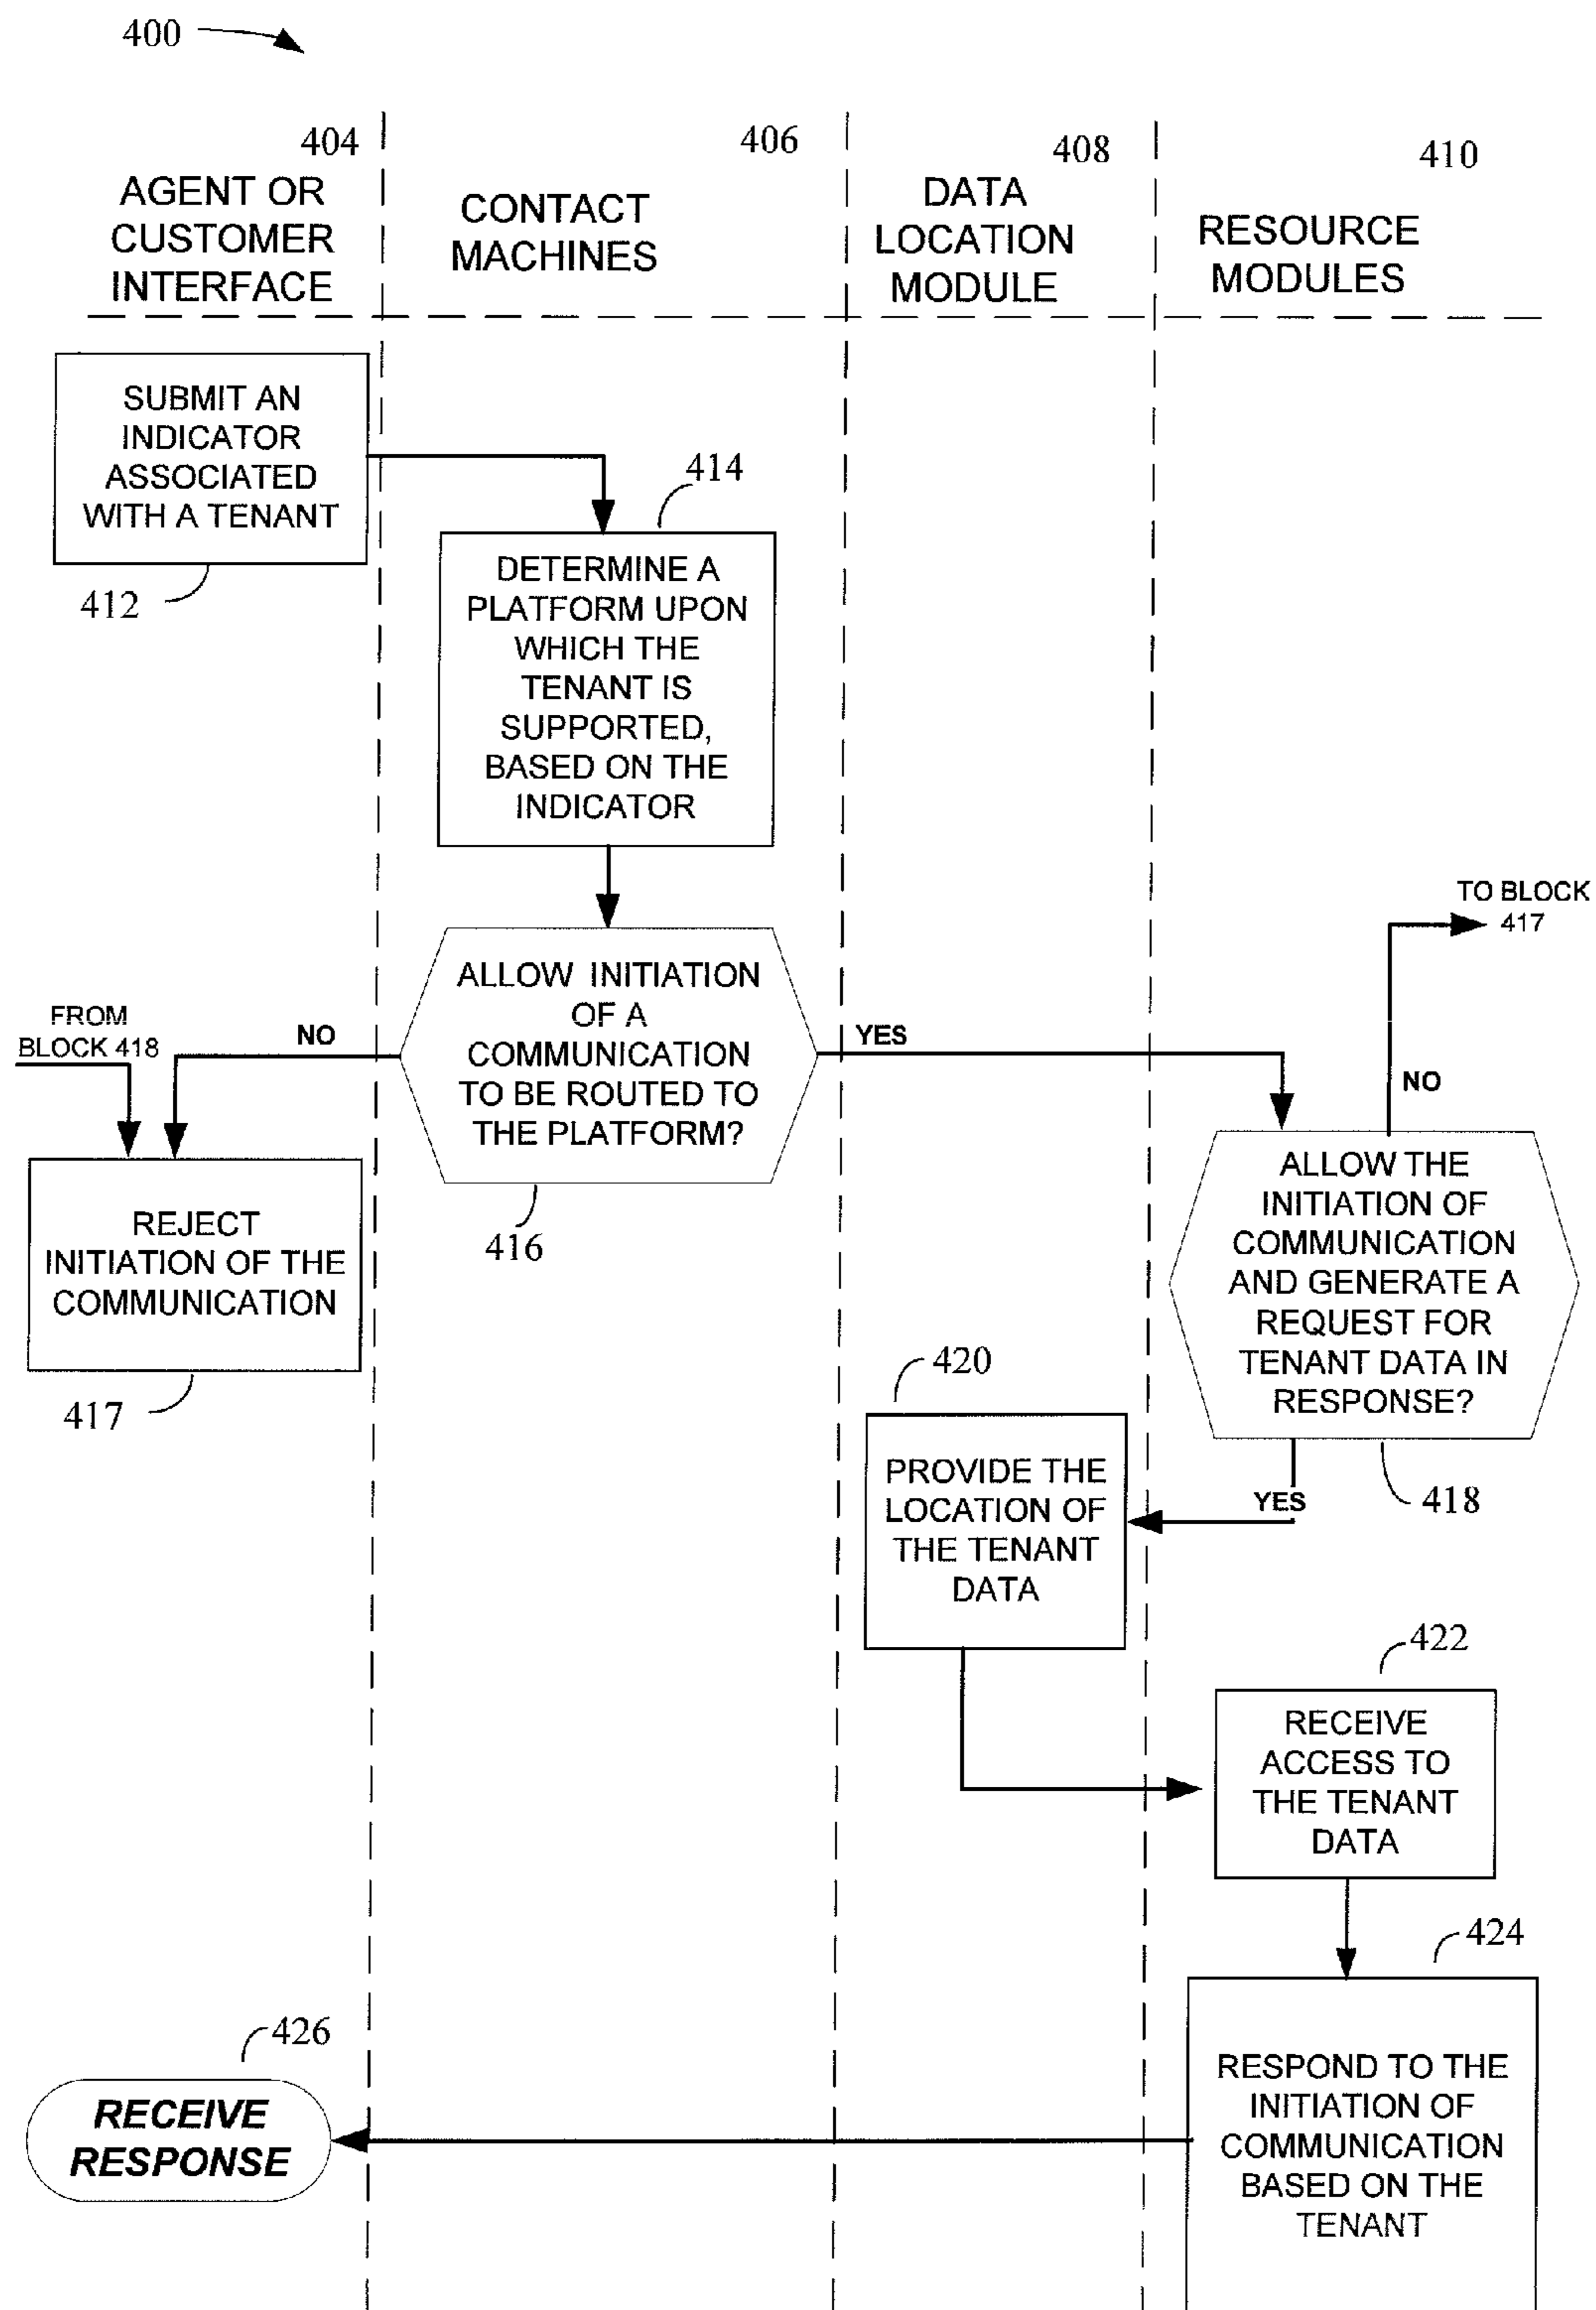 400
404
AGENT OR
CUSTOMER
INTERFACE
406
CONTACT
MACHINES
408
DATA
LOCATION
MODULE
410
RESOURCE
MODULES
SUBMIT AN
INDICATOR
ASSOCIATED
WITH A TENANT
412
414
DETERMINE A
PLATFORM UPON
WHICH THE
TENANT IS
SUPPORTED,
BASED ON THE
INDICATOR
ALLOW INITIATION
OF A
COMMUNICATION
TO BE ROUTED TO
THE PLATFORM?
416
NO
YES
FROM
BLOCK 418
REJECT
INITIATION OF THE
COMMUNICATION
417
TO BLOCK
417
NO
ALLOW THE
INITIATION OF
COMMUNICATION
AND GENERATE A
REQUEST FOR
TENANT DATA IN
RESPONSE?
418
YES
420
PROVIDE THE
LOCATION OF
THE TENANT
DATA
422
RECEIVE
ACCESS TO
THE TENANT
DATA
424
RESPOND TO THE
INITIATION OF
COMMUNICATION
BASED ON THE
TENANT
426
RECEIVE
RESPONSE